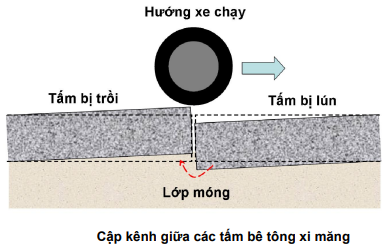 Hướng xe chạy
Tấm bị trồi
Tấm bị lún
Lớp móng
Cập kênh giữa các tấm bê tông xi măng